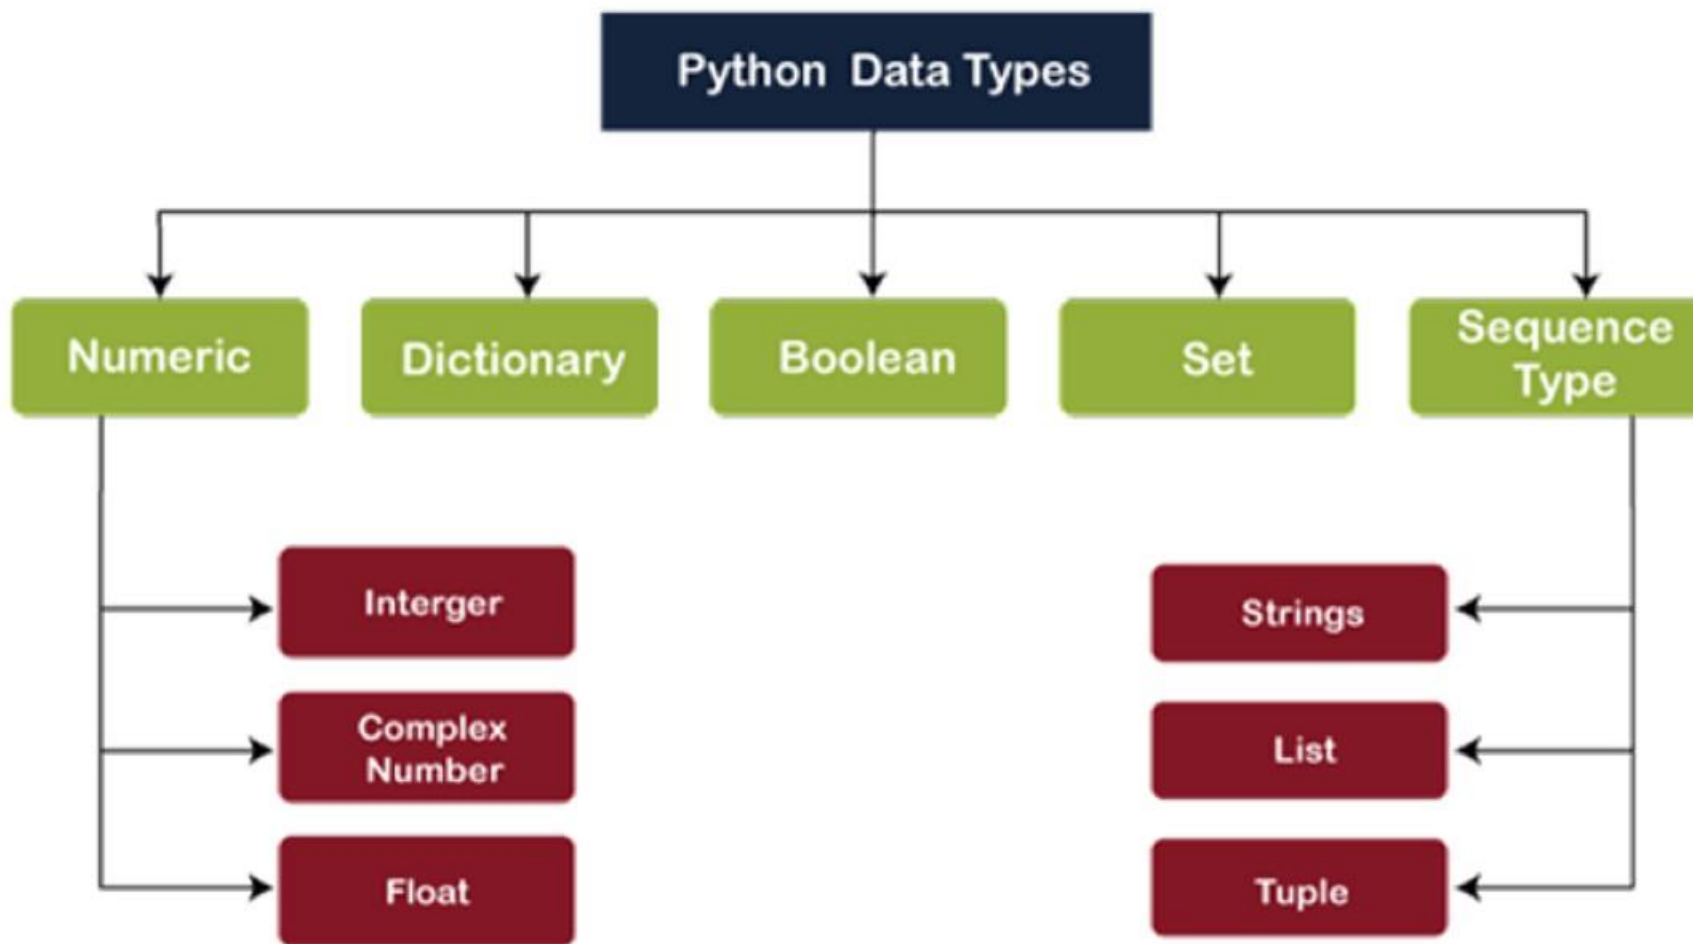 Python Data Types
Numeric
Dictionary
Boolean
Set
Sequence
Type
Interger
Complex
Number
Float
Strings
List
Tuple